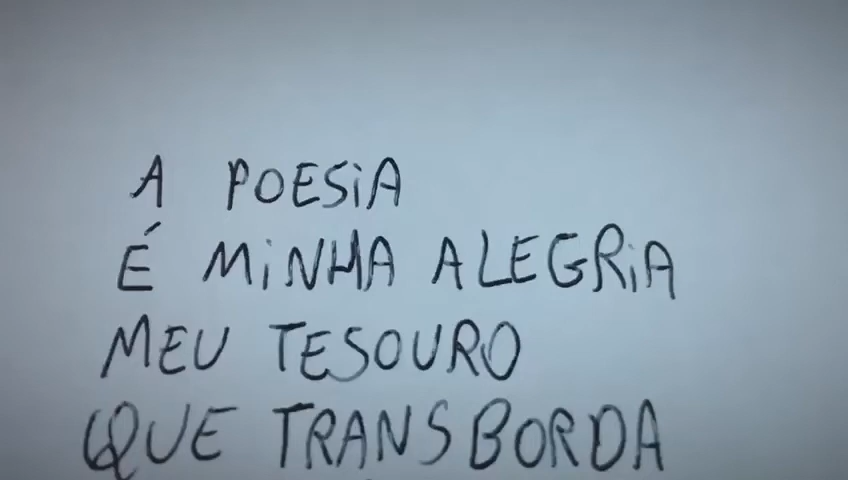 A POESiA
É MiNHA ALEGRiA
MEU TESOURO
QUE TRANSBORDA